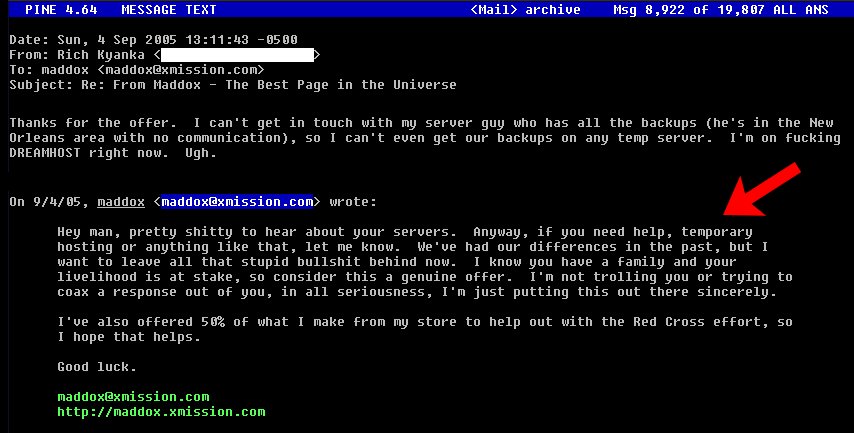 PINE 4.64 MESSAGE TEXT <Mail> archive Msg 8,922 of 19,807 ALL ANS
Date: Sun, 4 Sep 2005 13:11:43 -0500
From: Rich Kyanka < >
To: maddox <maddox@xmission.com>
Subject: Re: From Maddox - The Best Page in the Universe
Thanks for the offer. I can't get in touch with my server guy who has all the backups (he's in the New
Orleans area with no communication), so I can't even get our backups on any temp server. I'm on fucking
DREAMHOST right now. Ugh.
On 9/4/05, maddox <maddox@xmission.com> wrote:
Hey man, pretty shitty to hear about your servers. Anyway, if you need help, temporary
hosting or anything like that, let me know. We've had our differences in the past, but I
want to leave all that stupid bullshit behind now. I know you have a family and your
livelihood is at stake, so consider this a genuine offer. I'm not trolling you or trying to
coax a response out of you, in all seriousness, I'm just putting this out there sincerely.
I've also offered 50% of what I make from my store to help out with the Red Cross effort, so
I hope that helps.
Good luck.
maddox@xmission.com
http://maddox.xmission.com